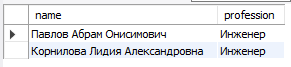 name profession
Павлов Абрам Онисимович Инженер
Корнилова Лидия Александровна Инженер